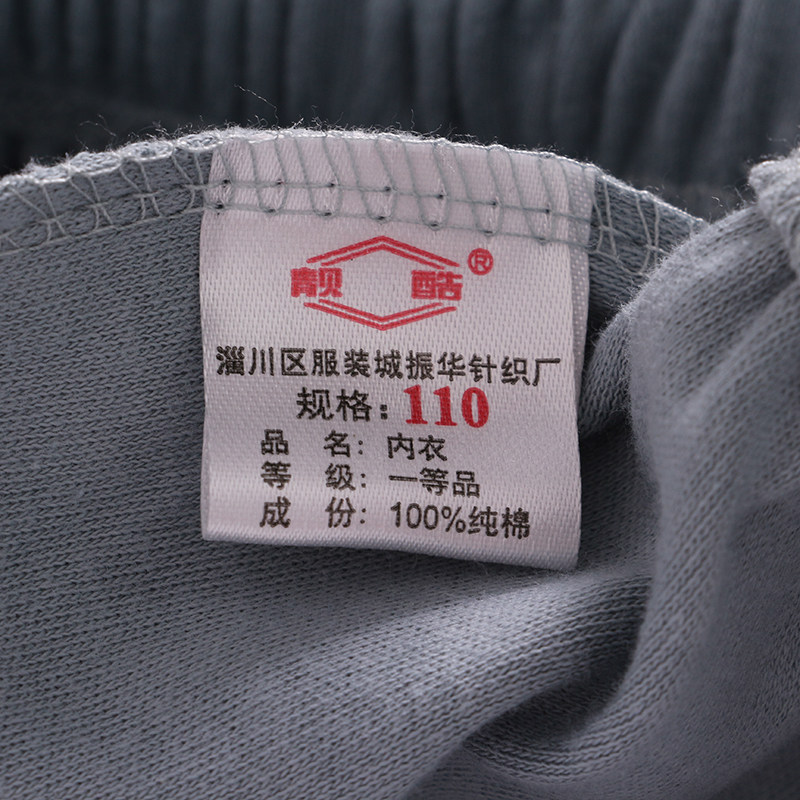 靓酷®
淄川区服装城振华针织厂
规格：110
品 名：内衣
等 级：一等品
成 份：100%纯棉